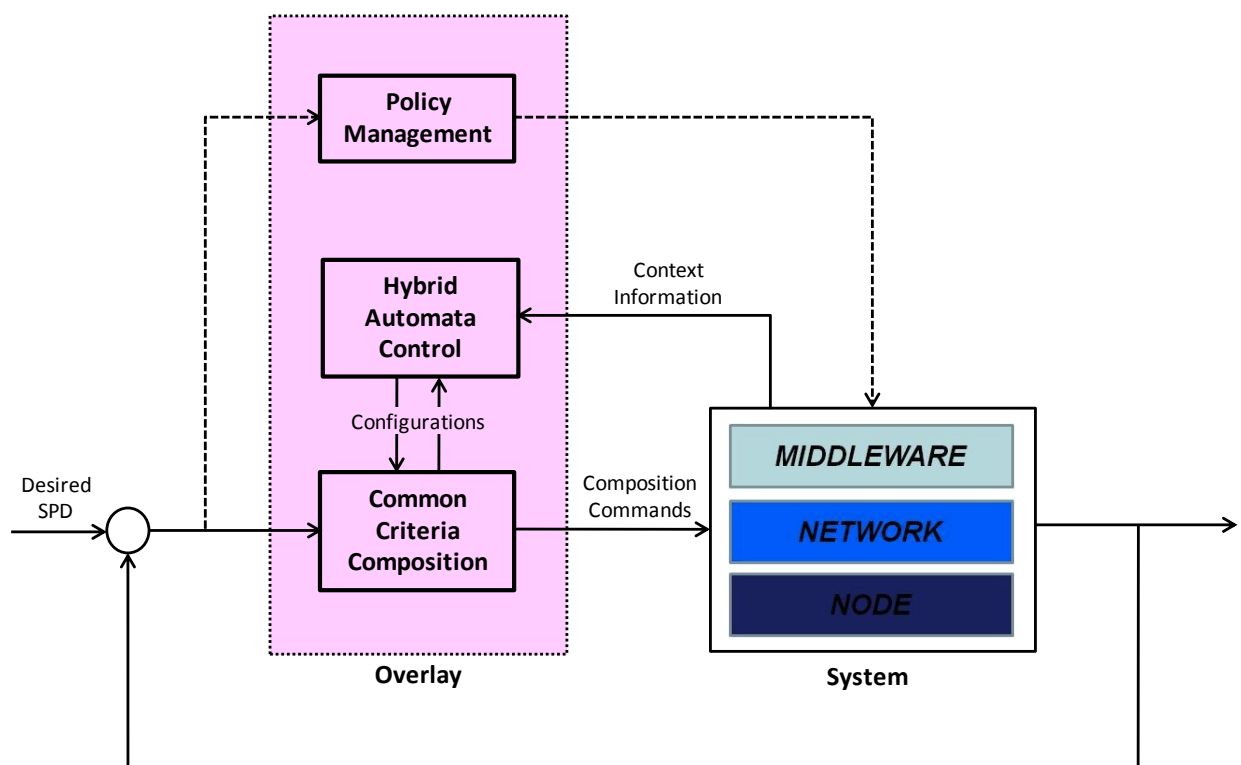 Policy
Management
Hybrid
Automata
Control
Context
Information
Configurations
Desired
SPD
Common
Criteria
Composition
Composition
Commands
MIDDLEWARE
NETWORK
NODE
Overlay
System